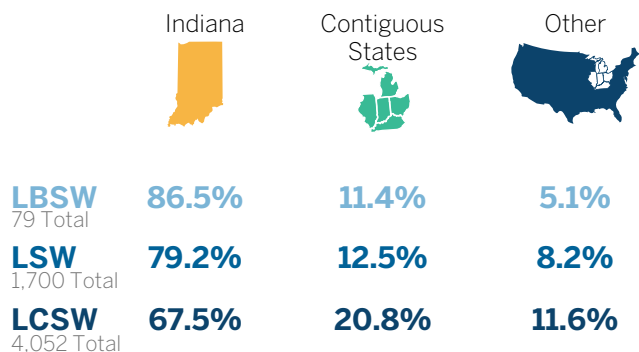 Indiana Contiguous States Other
LBSW 86.5% 11.4% 5.1%
79 Total
LSW 79.2% 12.5% 8.2%
1,700 Total
LCSW 67.5% 20.8% 11.6%
4,052 Total